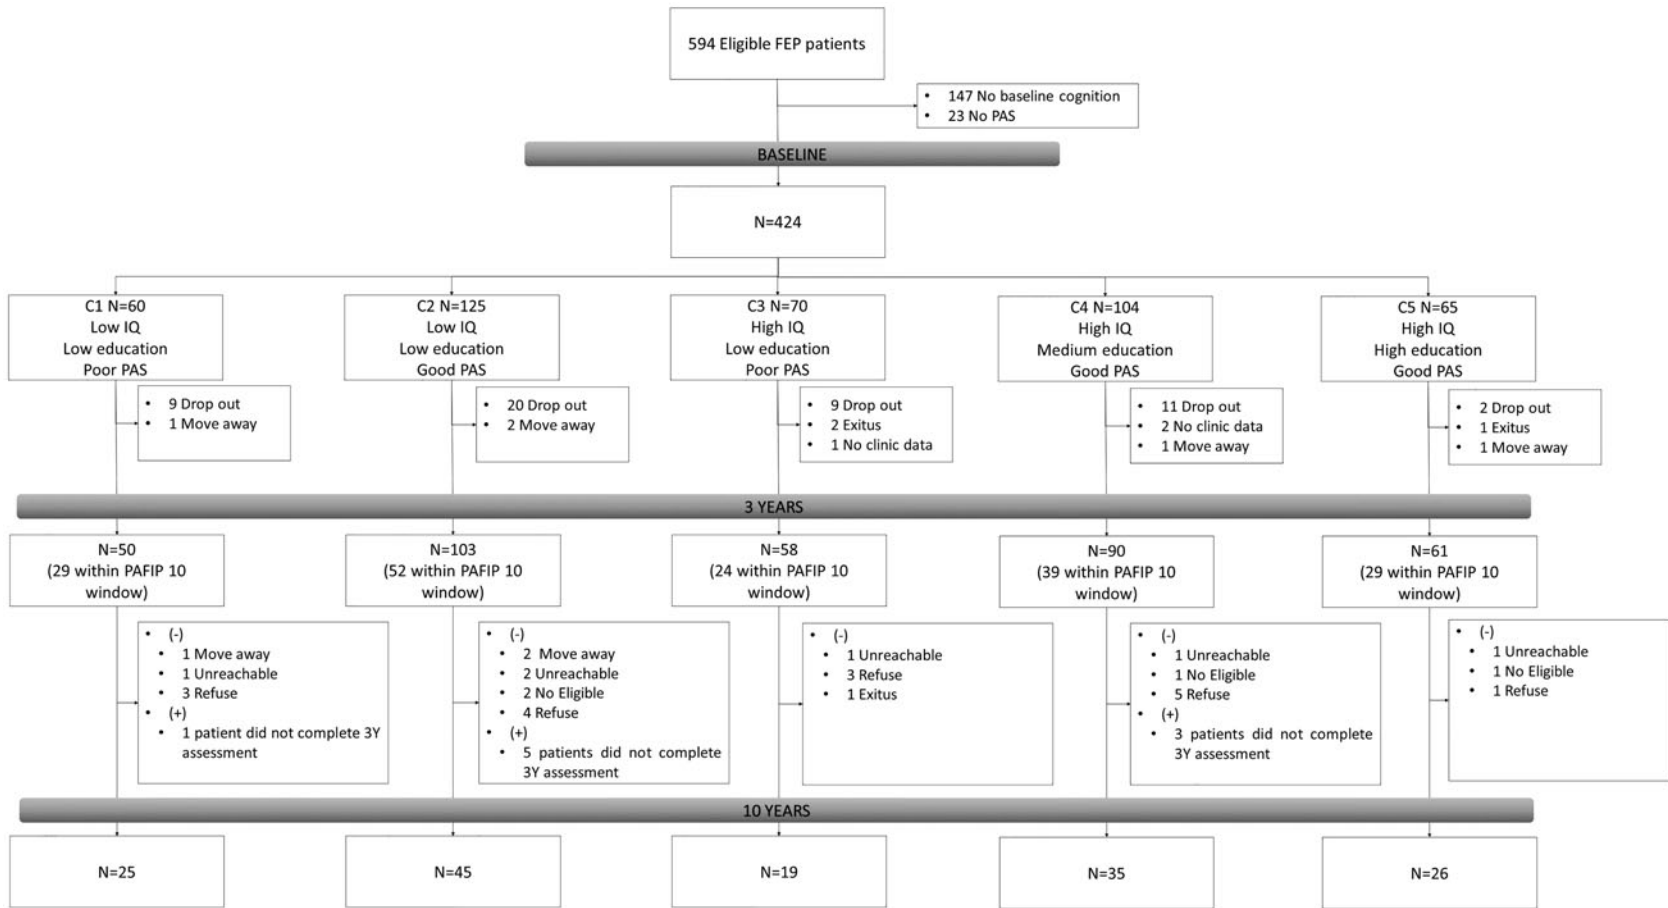 594 Eligible FEP patients
• 147 No baseline cognition
• 23 No PAS
BASELINE
N=424
C1 N=60
Low IQ
Low education
Poor PAS
C2 N=125
Low IQ
Low education
Good PAS
C3 N=70
High IQ
Low education
Poor PAS
C4 N=104
High IQ
Medium education
Good PAS
C5 N=65
High IQ
High education
Good PAS
• 9 Drop out
• 1 Move away
• 20 Drop out
• 2 Move away
• 9 Drop out
• 2 Exitus
• 1 No clinic data
• 11 Drop out
• 2 No clinic data
• 1 Move away
• 2 Drop out
• 1 Exitus
• 1 Move away
3 YEARS
N=50
(29 within PAFIP 10
window)
N=103
(52 within PAFIP 10
window)
N=58
(24 within PAFIP 10
window)
N=90
(39 within PAFIP 10
window)
N=61
(29 within PAFIP 10
window)
• (-)
• 1 Move away
• 1 Unreachable
• 3 Refuse
• (+)
• 1 patient did not complete 3Y
assessment
• (-)
• 2 Move away
• 2 Unreachable
• 2 No Eligible
• 4 Refuse
• (+)
• 5 patients did not complete
3Y assessment
• (-)
• 1 Unreachable
• 3 Refuse
• 1 Exitus
• (-)
• 1 Unreachable
• 1 No Eligible
• 5 Refuse
• (+)
• 3 patients did not complete
3Y assessment
• (-)
• 1 Unreachable
• 1 No Eligible
• 1 Refuse
10 YEARS
N=25
N=45
N=19
N=35
N=26